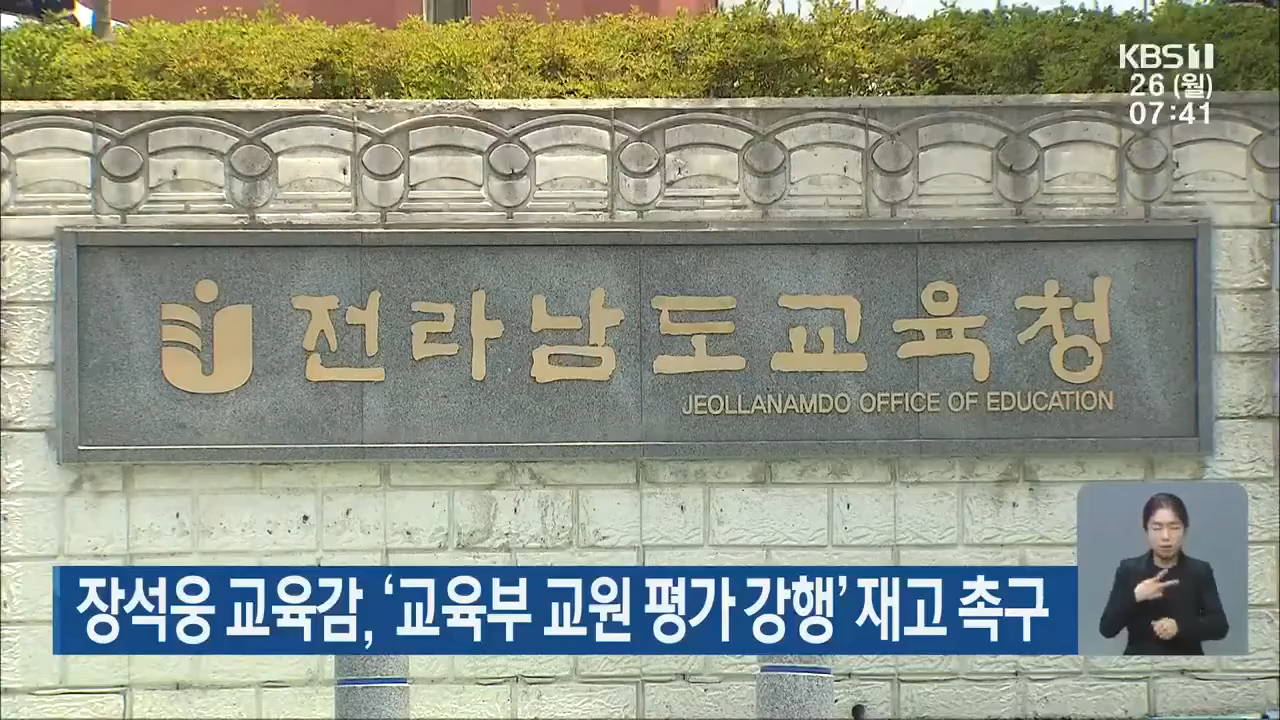 KBS1
26 (월)
07:41
전라남도교육청
JEOLLANAMDO OFFICE OF EDUCATION
장석웅 교육감, ‘교육부 교원 평가 강행’ 재고 촉구